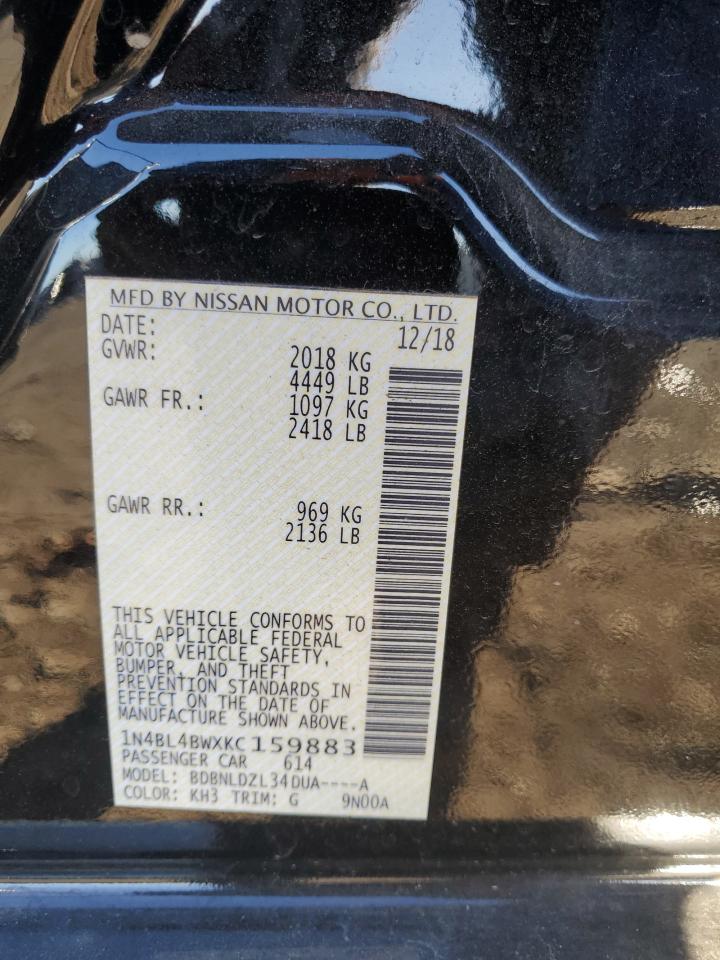 MFD BY NISSAN MOTOR CO., LTD.
DATE: 12/18
GVWR: 2018 KG
4449 LB
GAWR FR.: 1097 KG
2418 LB
GAWR RR.: 969 KG
2136 LB
THIS VEHICLE CONFORMS TO
ALL APPLICABLE FEDERAL
MOTOR VEHICLE SAFETY,
BUMPER, AND THEFT
PREVENTION STANDARDS IN
EFFECT ON THE DATE OF
MANUFACTURE SHOWN ABOVE.
1N4BL4BWXKC159883
PASSENGER CAR 614
MODEL: BDBNLDZL34DUA----A
COLOR: KH3 TRIM: G 9N00A